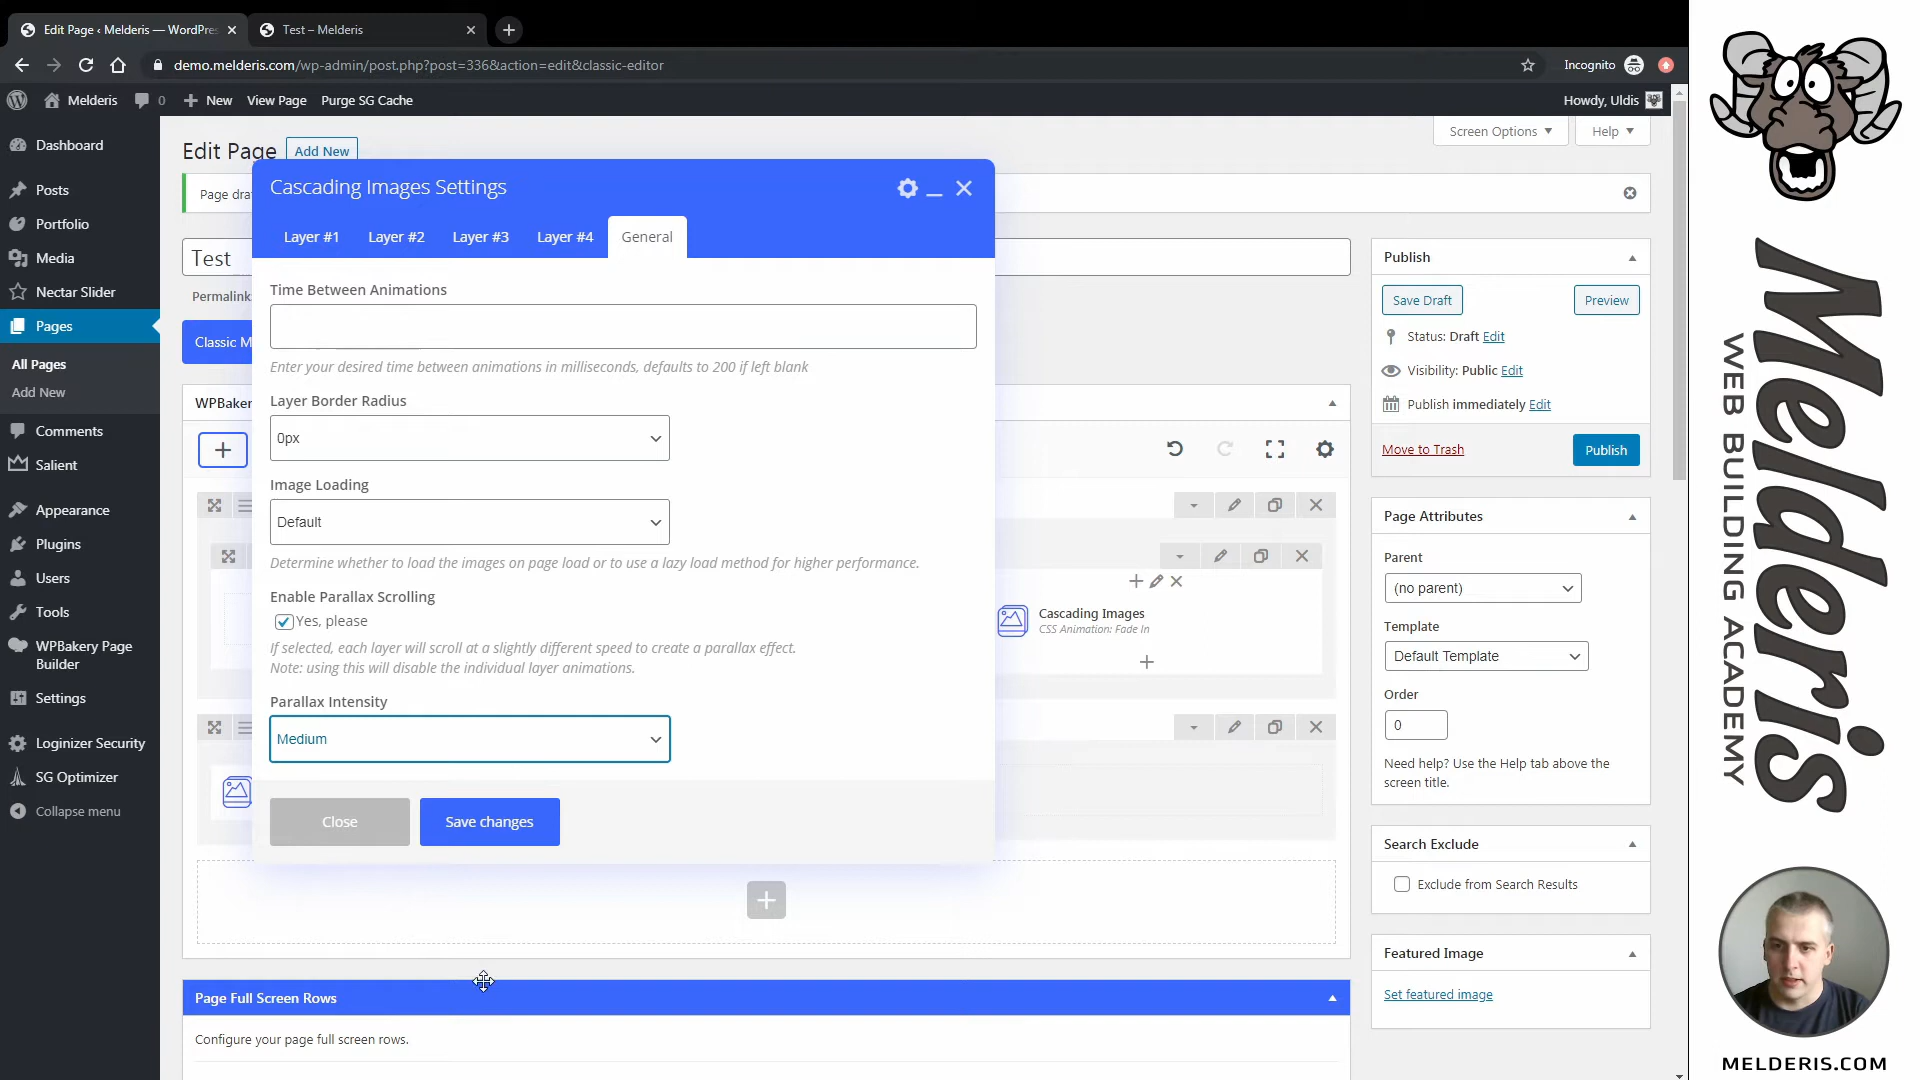 Edit Page ‹ Melderis — WordPres
Test – Melderis
demo.melderis.com/wp-admin/post.php?post=336&action=edit&classic-editor
Incognito
Melderis
0
New
View Page
Purge SG Cache
Howdy, Uldis
Dashboard
Posts
Portfolio
Media
Nectar Slider
Pages
All Pages
Add New
Comments
Salient
Appearance
Plugins
Users
Tools
WPBakery Page
Builder
Settings
Loginizer Security
SG Optimizer
Collapse menu
Screen Options
Help
Edit Page
Add New
Page dra
Test
Permalink:
Classic M
WPBaker
Cascading Images Settings
Layer #1
Layer #2
Layer #3
Layer #4
General
Time Between Animations
Enter your desired time between animations in milliseconds, defaults to 200 if left blank
Layer Border Radius
0px
Image Loading
Default
Determine whether to load the images on page load or to use a lazy load method for higher performance.
Enable Parallax Scrolling
Yes, please
If selected, each layer will scroll at a slightly different speed to create a parallax effect.
Note: using this will disable the individual layer animations.
Parallax Intensity
Medium
Close
Save changes
Cascading Images
CSS Animation: Fade In
Page Full Screen Rows
Configure your page full screen rows.
Publish
Save Draft
Preview
Status: Draft Edit
Visibility: Public Edit
Publish immediately Edit
Move to Trash
Publish
Page Attributes
Parent
(no parent)
Template
Default Template
Order
0
Need help? Use the Help tab above the
screen title.
Search Exclude
Exclude from Search Results
Featured Image
Set featured image
Melderis
WEB BUILDING ACADEMY
MELDERIS.COM